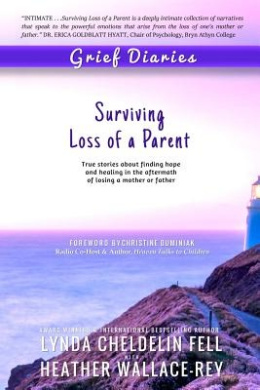 "INTIMATE . . . Surviving Loss of a Parent is a deeply intimate collection of narratives
that speak to the powerful emotions that arise from the loss of one's mother or
father." DR. ERICA GOLDBLATT HYATT, Chair of Psychology, Bryn Athyn College
Grief Diaries
Surviving
Loss of a Parent
True stories about finding hope
and healing in the aftermath
of losing a mother or father
FOREWORD BY CHRISTINE DUMINIAK
Radio Co-Host & Author, Heaven Talks to Children
AWARD WINNING & INTERNATIONAL BESTSELLING AUTHOR
LYNDA CHELDELIN FELL
WITH
HEATHER WALLACE-REY